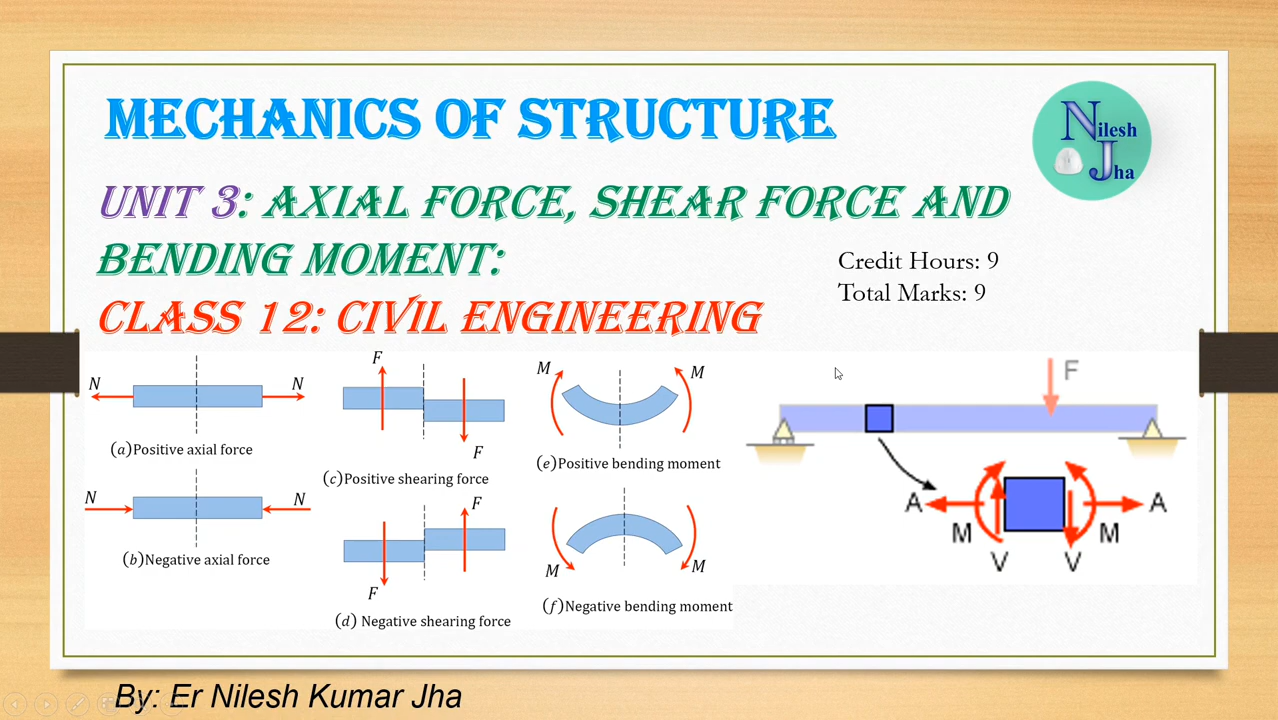 MECHANICS OF STRUCTURE
Nilesh
Jha
UNIT 3: AXIAL FORCE, SHEAR FORCE AND
BENDING MOMENT:
Credit Hours: 9
Total Marks: 9
CLASS 12: CIVIL ENGINEERING
N N
(a)Positive axial force
N N
(b)Negative axial force
F
F
(c)Positive shearing force
F
F
(d) Negative shearing force
M M
(e)Positive bending moment
M M
(f)Negative bending moment
F
A A
M M
V V
By: Er Nilesh Kumar Jha